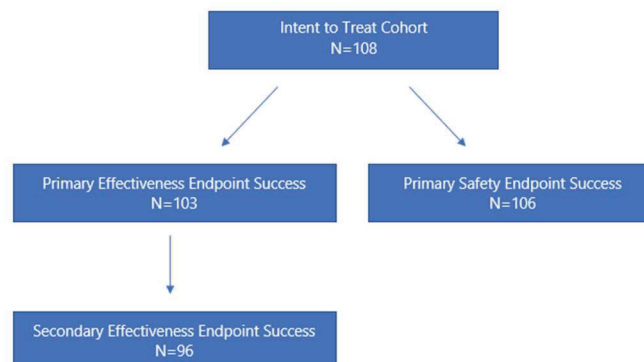 Intent to Treat Cohort
N=108
Primary Effectiveness Endpoint Success
N=103
Primary Safety Endpoint Success
N=106
Secondary Effectiveness Endpoint Success
N=96